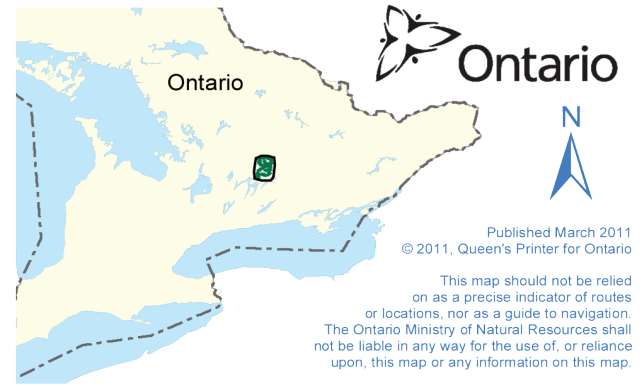 Ontario
Ontario
N
Published March 2011
© 2011, Queen's Printer for Ontario
This map should not be relied
on as a precise indicator of routes
or locations, nor as a guide to navigation.
The Ontario Ministry of Natural Resources shall
not be liable in any way for the use of, or reliance
upon, this map or any information on this map.